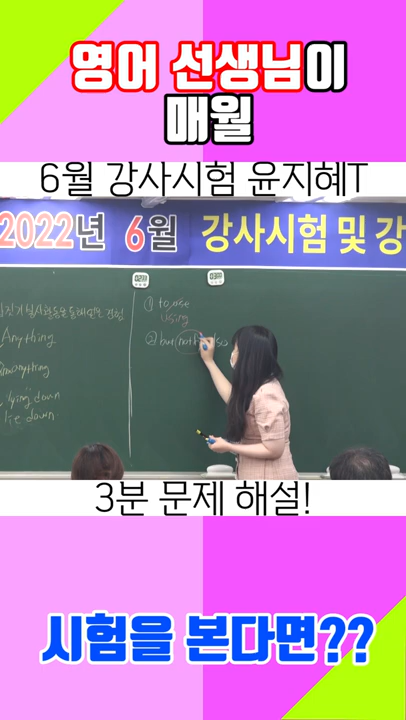 영어 선생님이
매월
6월 강사시험 윤지혜T
2022년 6월 강사시험 및 강
① to use
using
② but
Anything
anything
lying down
lie down
3분 문제 해설!
시험을 본다면??